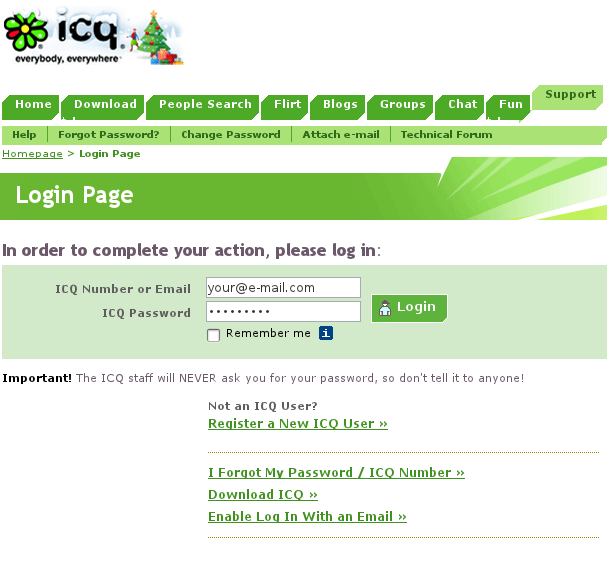 icq.
everybody, everywhere
Support
Home Download People Search Flirt Blogs Groups Chat Fun
Help Forgot Password? Change Password Attach e-mail Technical Forum
Homepage > Login Page
Login Page
In order to complete your action, please log in:
ICQ Number or Email your@e-mail.com
ICQ Password •••••••••
Login
Remember me i
Important! The ICQ staff will NEVER ask you for your password, so don't tell it to anyone!
Not an ICQ User?
Register a New ICQ User »
I Forgot My Password / ICQ Number »
Download ICQ »
Enable Log In With an Email »